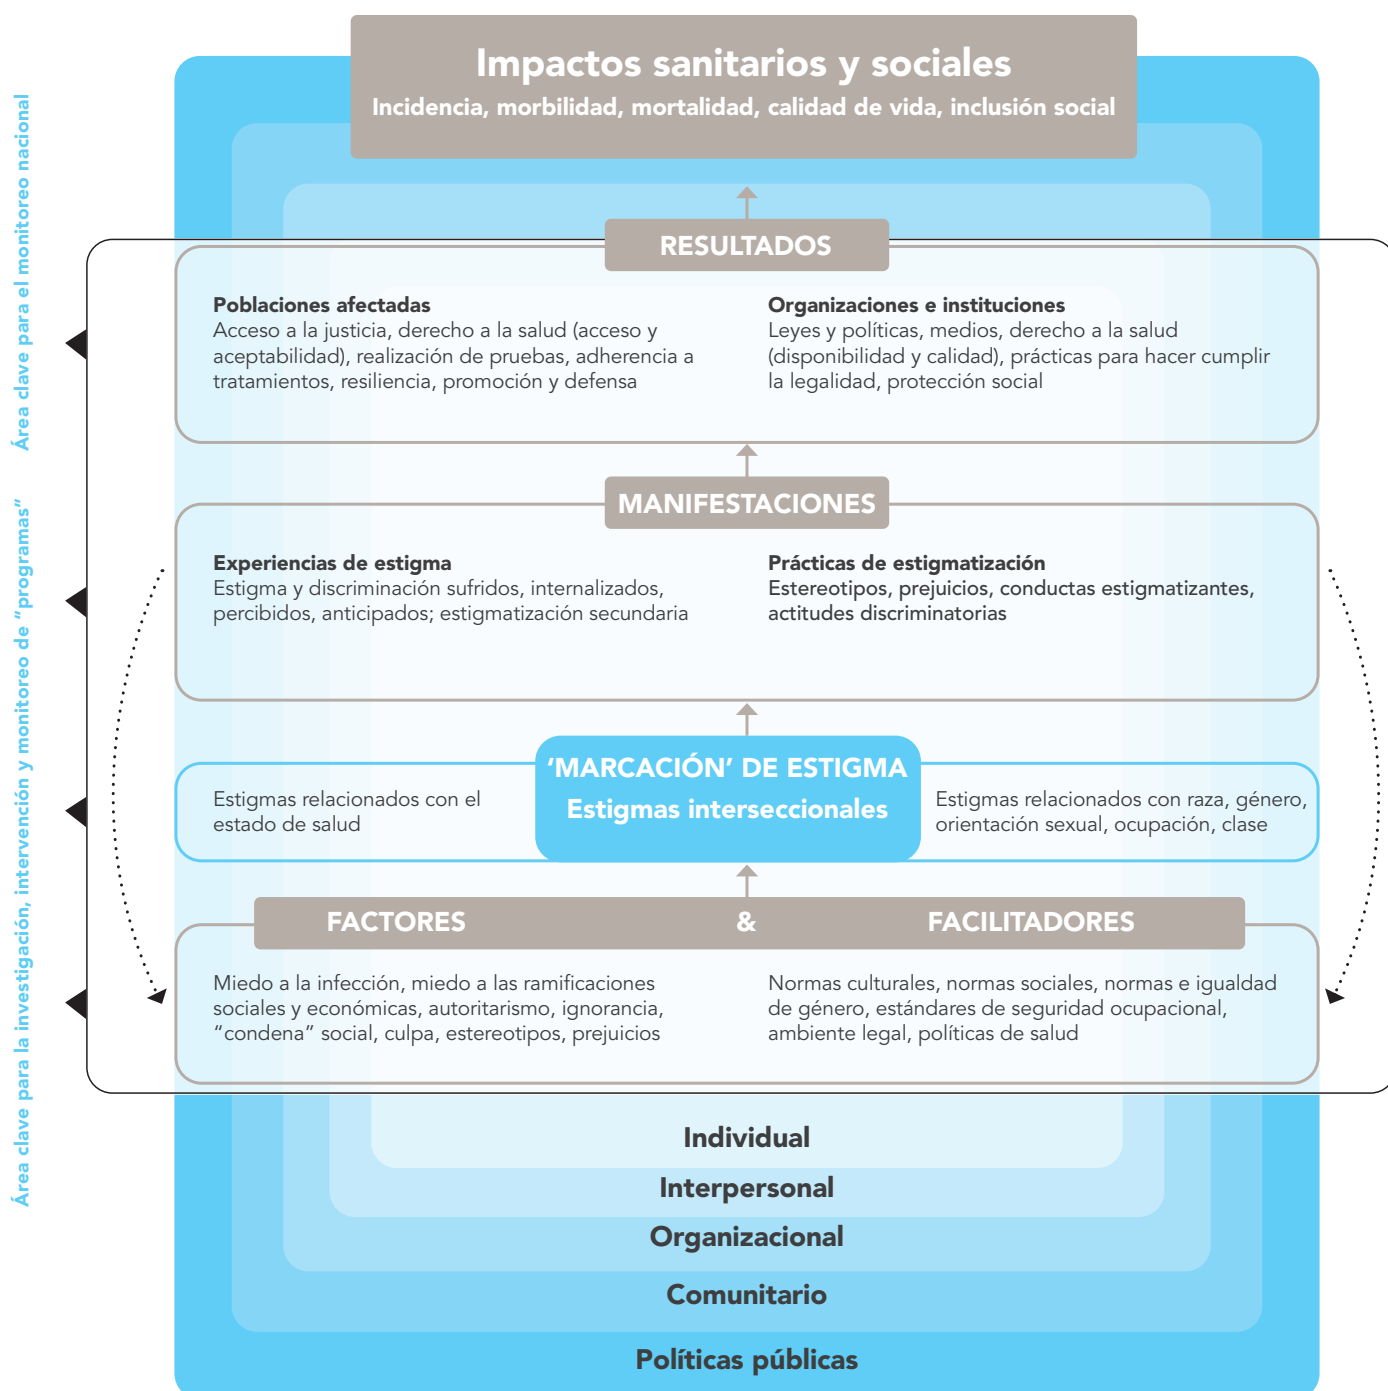 Impactos sanitarios y sociales
Incidencia, morbilidad, mortalidad, calidad de vida, inclusión social
Área clave para el monitoreo nacional
RESULTADOS
Poblaciones afectadas
Acceso a la justicia, derecho a la salud (acceso y
aceptabilidad), realización de pruebas, adherencia a
tratamientos, resiliencia, promoción y defensa
Organizaciones e instituciones
Leyes y políticas, medios, derecho a la salud
(disponibilidad y calidad), prácticas para hacer cumplir
la legalidad, protección social
Área clave para la investigación, intervención y monitoreo de “programas”
MANIFESTACIONES
Experiencias de estigma
Estigma y discriminación sufridos, internalizados,
percibidos, anticipados; estigmatización secundaria
Prácticas de estigmatización
Estereotipos, prejuicios, conductas estigmatizantes,
actitudes discriminatorias
‘MARCACIÓN’ DE ESTIGMA
Estigmas interseccionales
Estigmas relacionados con el
estado de salud
Estigmas relacionados con raza, género,
orientación sexual, ocupación, clase
FACTORES & FACILITADORES
Miedo a la infección, miedo a las ramificaciones
sociales y económicas, autoritarismo, ignorancia,
“condena” social, culpa, estereotipos, prejuicios
Normas culturales, normas sociales, normas e igualdad
de género, estándares de seguridad ocupacional,
ambiente legal, políticas de salud
Individual
Interpersonal
Organizacional
Comunitario
Políticas públicas